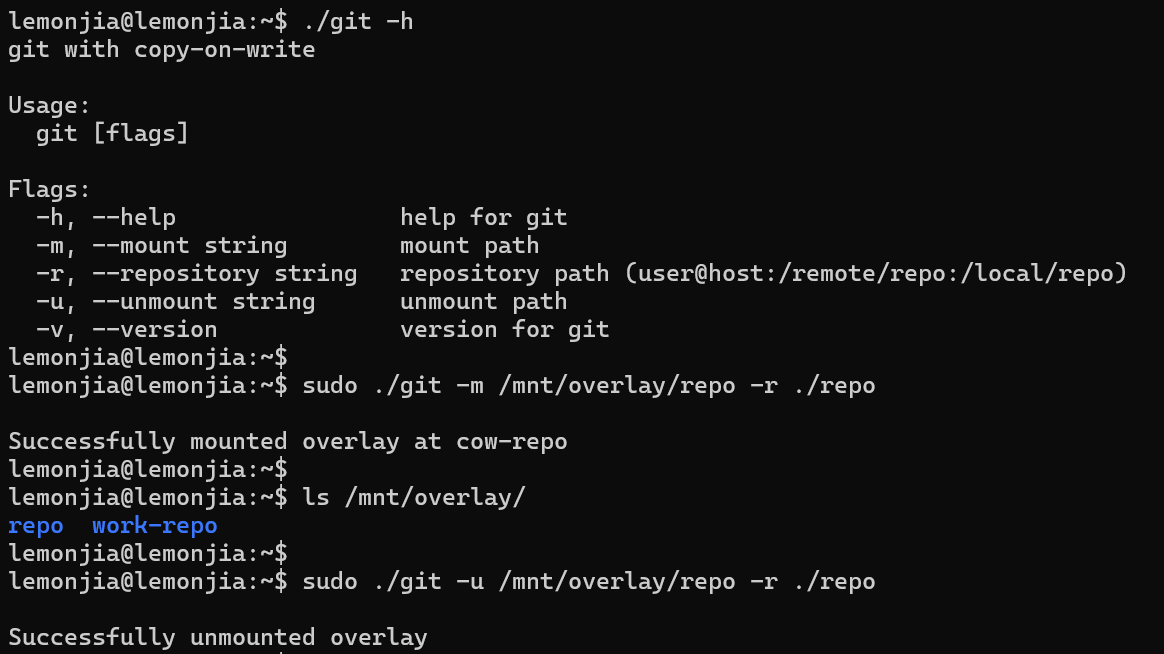 lemonjia@lemonjia:~$ ./git -h
git with copy-on-write
Usage:
  git [flags]
Flags:
  -h, --help                help for git
  -m, --mount string        mount path
  -r, --repository string   repository path (user@host:/remote/repo:/local/repo)
  -u, --unmount string      unmount path
  -v, --version             version for git
lemonjia@lemonjia:~$
lemonjia@lemonjia:~$ sudo ./git -m /mnt/overlay/repo -r ./repo
Successfully mounted overlay at cow-repo
lemonjia@lemonjia:~$
lemonjia@lemonjia:~$ ls /mnt/overlay/
repo  work-repo
lemonjia@lemonjia:~$
lemonjia@lemonjia:~$ sudo ./git -u /mnt/overlay/repo -r ./repo
Successfully unmounted overlay